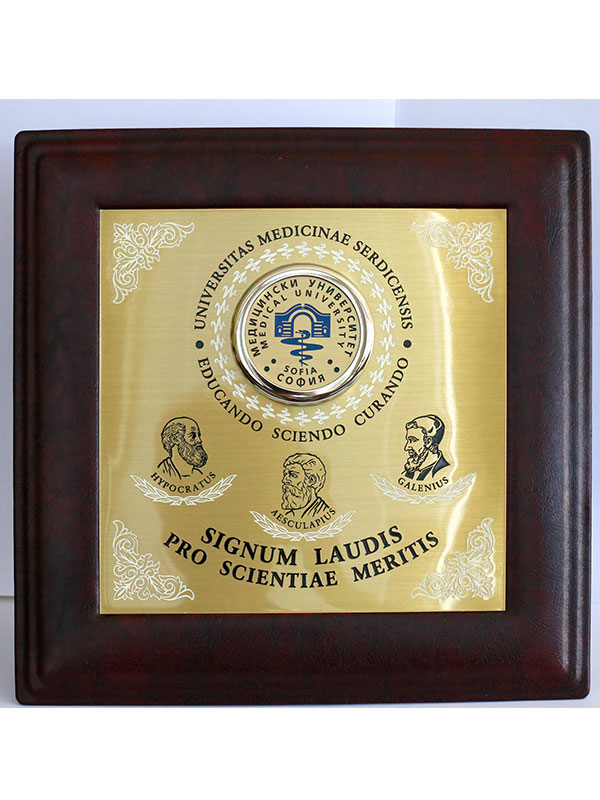 · UNIVERSITAS MEDICINAE SERDICENSIS ·
EDUCANDO SCIENDO CURANDO
МЕДИЦИНСКИ УНИВЕРСИТЕТ
MEDICAL UNIVERSITY
· SOFIA ·
СОФИЯ
HYPOCRATUS
AESCULAPIUS
GALENIUS
SIGNUM LAUDIS
PRO SCIENTIAE MERITIS